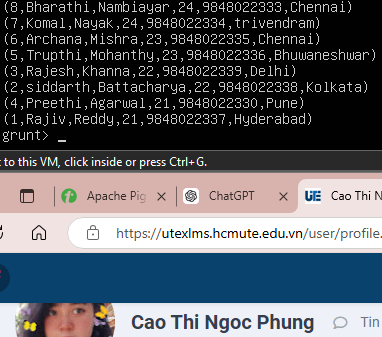 (8,Bharathi,Nambiayar,24,9848022333,Chennai)
(7,Komal,Nayak,24,9848022334,trivendram)
(6,Archana,Mishra,23,9848022335,Chennai)
(5,Trupthi,Mohanthy,23,9848022336,Bhuwaneshwar)
(3,Rajesh,Khanna,22,9848022339,Delhi)
(2,siddarth,Battacharya,22,9848022338,Kolkata)
(4,Preethi,Agarwal,21,9848022330,Pune)
(1,Rajiv,Reddy,21,9848022337,Hyderabad)
grunt> _
t to this VM, click inside or press Ctrl+G.
Apache Pig
ChatGPT
UTE
Cao Thi N
https://utexlms.hcmute.edu.vn/user/profile.
Cao Thi Ngoc Phung
Tin